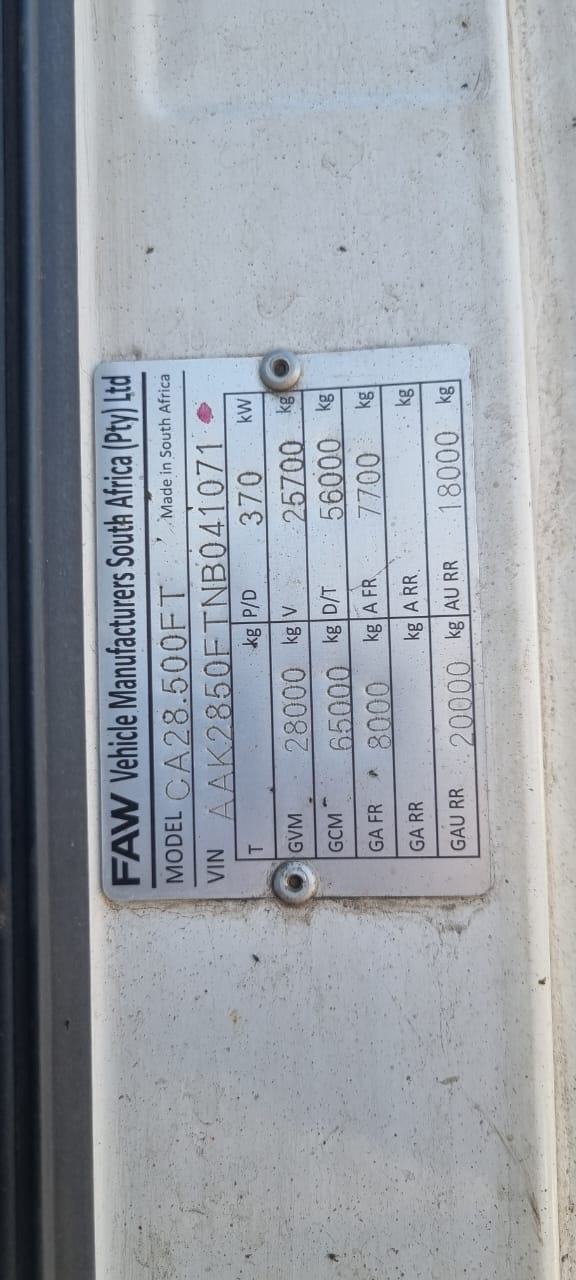 FAW Vehicle Manufacturers South Africa (Pty) Ltd
MODEL CA28.500FT Made in South Africa
VIN AAK2850FTNB041071
T kg P/D 370 kW
GVM 28000 kg V 25700 kg
GCM 65000 kg D/T 56000 kg
GA FR 8000 kg A FR 7700 kg
GA RR kg A RR kg
GAU RR 20000 kg AU RR 18000 kg